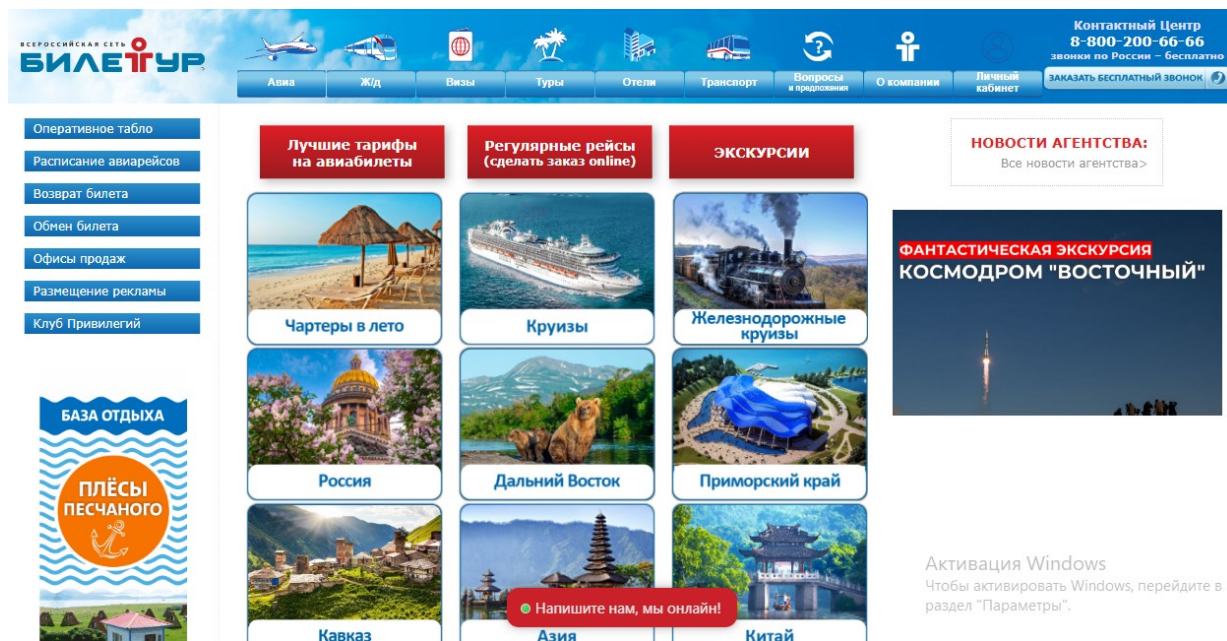 ВСЕРОССИЙСКАЯ СЕТЬ
БИЛЕТУР
Авиа
Ж/д
Визы
Туры
Отели
Транспорт
Вопросы
и предложения
О компании
Личный
кабинет
Контактный Центр
8-800-200-66-66
звонки по России – бесплатно
ЗАКАЗАТЬ БЕСПЛАТНЫЙ ЗВОНОК
Оперативное табло
Расписание авиарейсов
Возврат билета
Обмен билета
Офисы продаж
Размещение рекламы
Клуб Привилегий
БАЗА ОТДЫХА
ПЛЁСЫ
ПЕСЧАНОГО
Лучшие тарифы
на авиабилеты
Регулярные рейсы
(сделать заказ online)
ЭКСКУРСИИ
Чартеры в лето
Круизы
Железнодорожные
круизы
Россия
Дальний Восток
Приморский край
Кавказ
Азия
Китай
Напишите нам, мы онлайн!
НОВОСТИ АГЕНТСТВА:
Все новости агентства>
ФАНТАСТИЧЕСКАЯ ЭКСКУРСИЯ
КОСМОДРОМ "ВОСТОЧНЫЙ"
Активация Windows
Чтобы активировать Windows, перейдите в
раздел "Параметры".